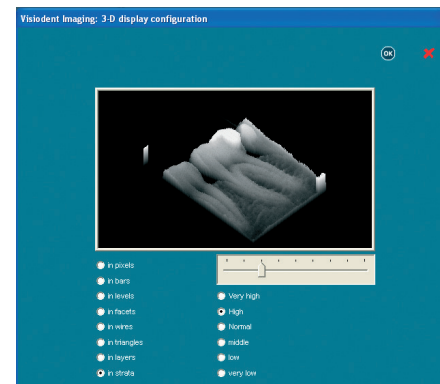 Visiodent Imaging: 3-D display configuration
OK
in pixels
in bars
in levels
in facets
in wires
in triangles
in layers
in strata
Very high
High
Normal
middle
low
very low